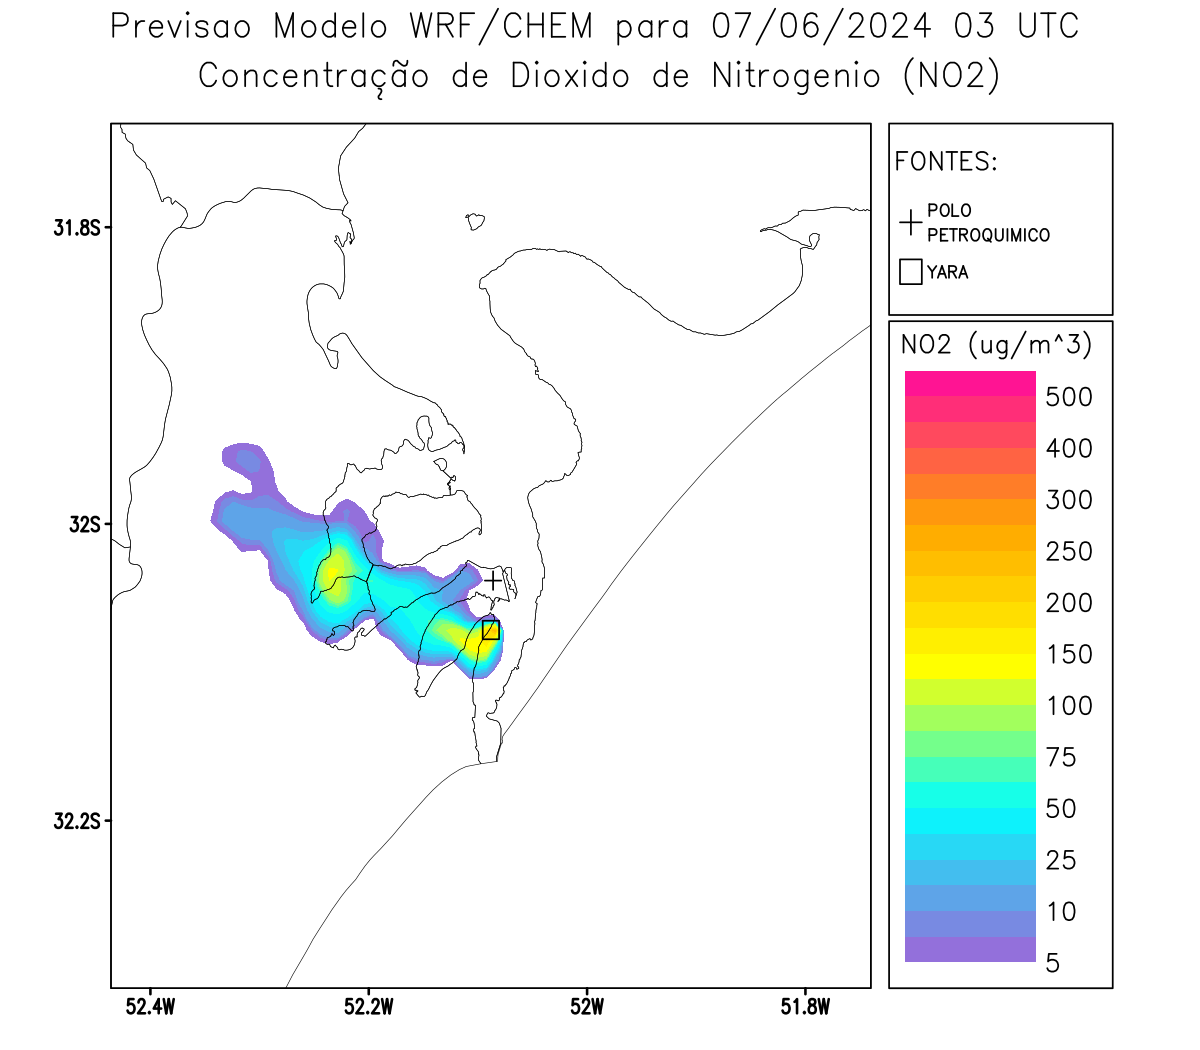 Previsao Modelo WRF/CHEM para 07/06/2024 03 UTC
Concentração de Dioxido de Nitrogenio (NO2)
FONTES:
POLO
PETROQUIMICO
YARA
NO2 (ug/m^3)
500
400
300
250
200
150
100
75
50
25
10
5
31.8S
32S
32.2S
52.4W
52.2W
52W
51.8W